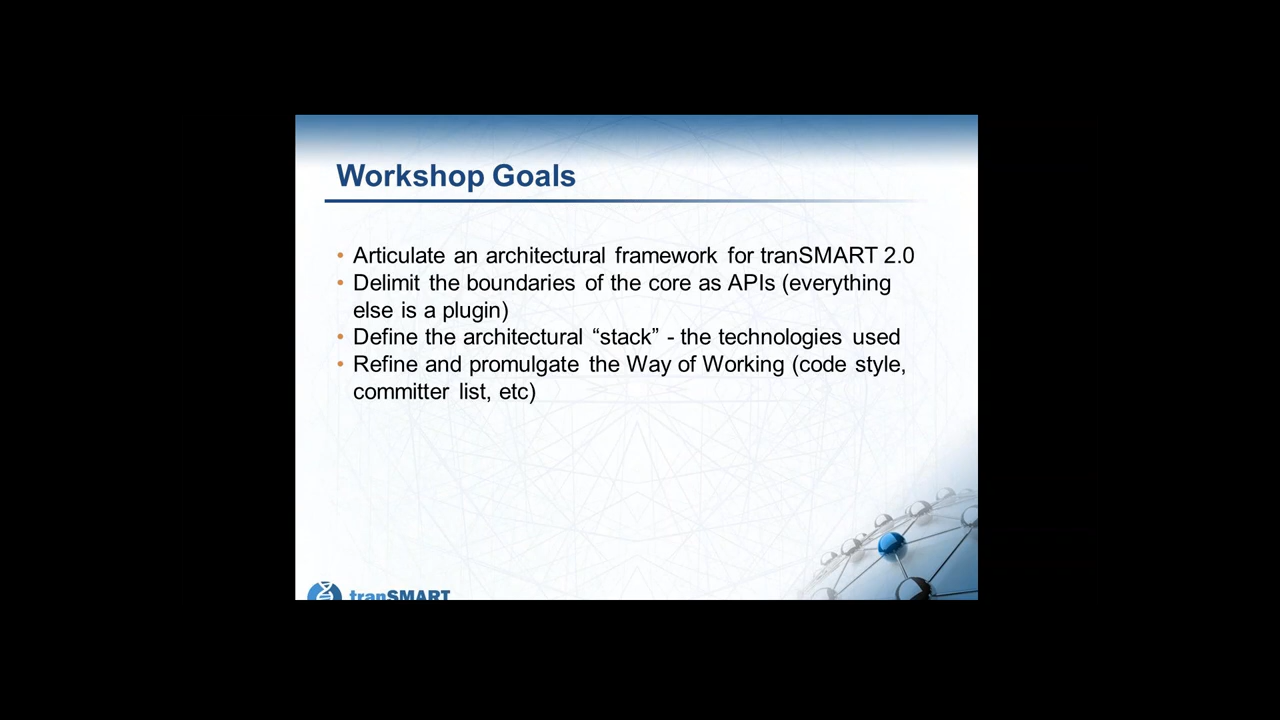 Workshop Goals
• Articulate an architectural framework for tranSMART 2.0
• Delimit the boundaries of the core as APIs (everything
else is a plugin)
• Define the architectural “stack” - the technologies used
• Refine and promulgate the Way of Working (code style,
committer list, etc)
tranSMART